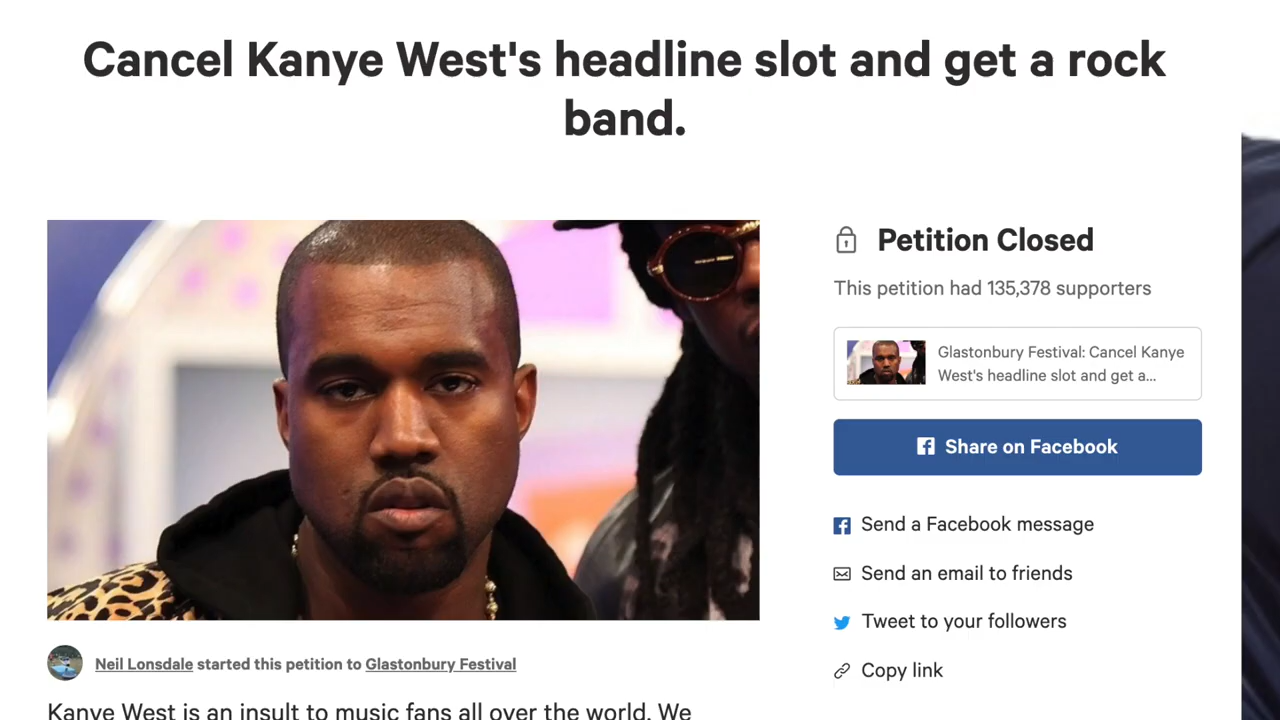 Cancel Kanye West's headline slot and get a rock
band.
Petition Closed
This petition had 135,378 supporters
Glastonbury Festival: Cancel Kanye
West's headline slot and get a...
Share on Facebook
Send a Facebook message
Send an email to friends
Tweet to your followers
Copy link
Neil Lonsdale started this petition to Glastonbury Festival
Kanye West is an insult to music fans all over the world. We